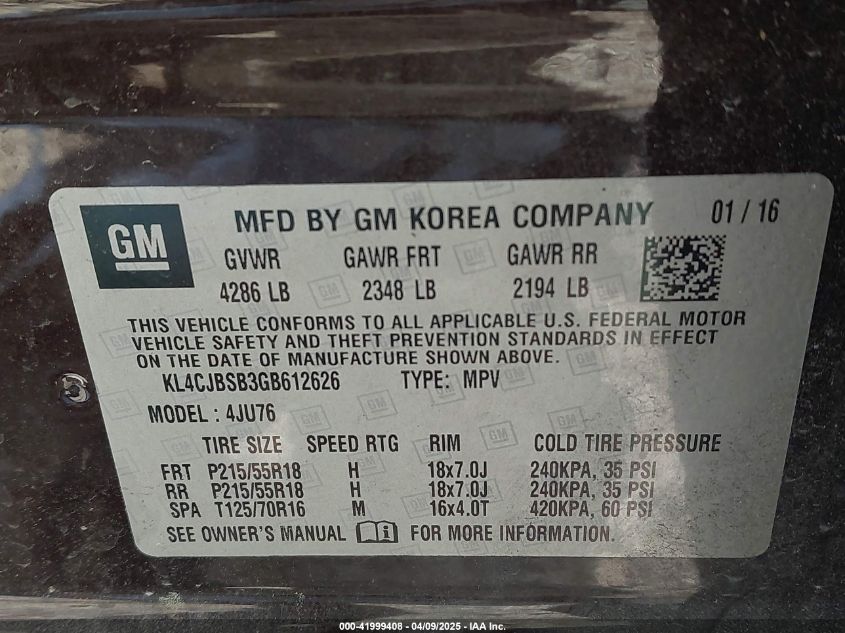 GM MFD BY GM KOREA COMPANY 01 / 16
GVWR GAWR FRT GAWR RR
4286 LB 2348 LB 2194 LB
THIS VEHICLE CONFORMS TO ALL APPLICABLE U.S. FEDERAL MOTOR
VEHICLE SAFETY AND THEFT PREVENTION STANDARDS IN EFFECT
ON THE DATE OF MANUFACTURE SHOWN ABOVE.
KL4CJBSB3GB612626 TYPE: MPV
MODEL : 4JU76
TIRE SIZE SPEED RTG RIM COLD TIRE PRESSURE
FRT P215/55R18 H 18x7.0J 240KPA, 35 PSI
RR P215/55R18 H 18x7.0J 240KPA, 35 PSI
SPA T125/70R16 M 16x4.0T 420KPA, 60 PSI
SEE OWNER'S MANUAL FOR MORE INFORMATION.
000-41999408 - 04/09/2025 - IAA Inc.